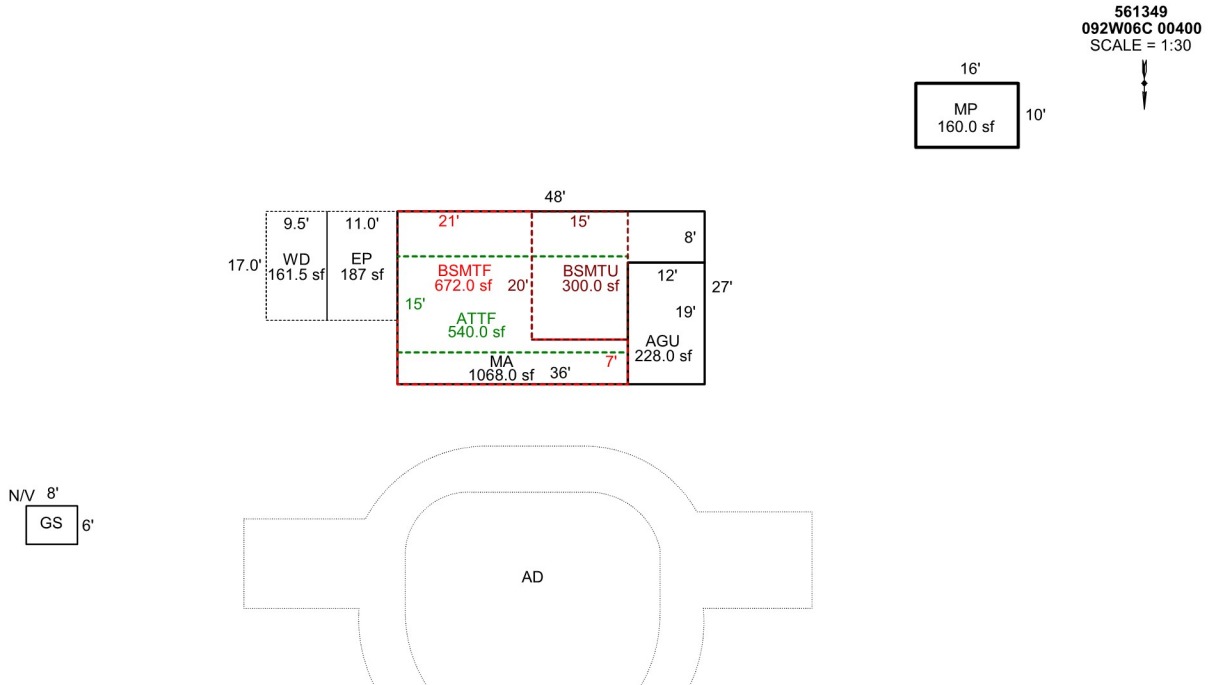 561349
092W06C 00400
SCALE = 1:30
16'
MP
160.0 sf
10'
48'
9.5'
11.0'
21'
15'
8'
17.0'
WD
161.5 sf
EP
187 sf
BSMTF
672.0 sf
20'
BSMTU
300.0 sf
12'
27'
15'
ATTF
540.0 sf
19'
AGU
228.0 sf
MA
1068.0 sf
36'
7'
N/V
8'
GS
6'
AD